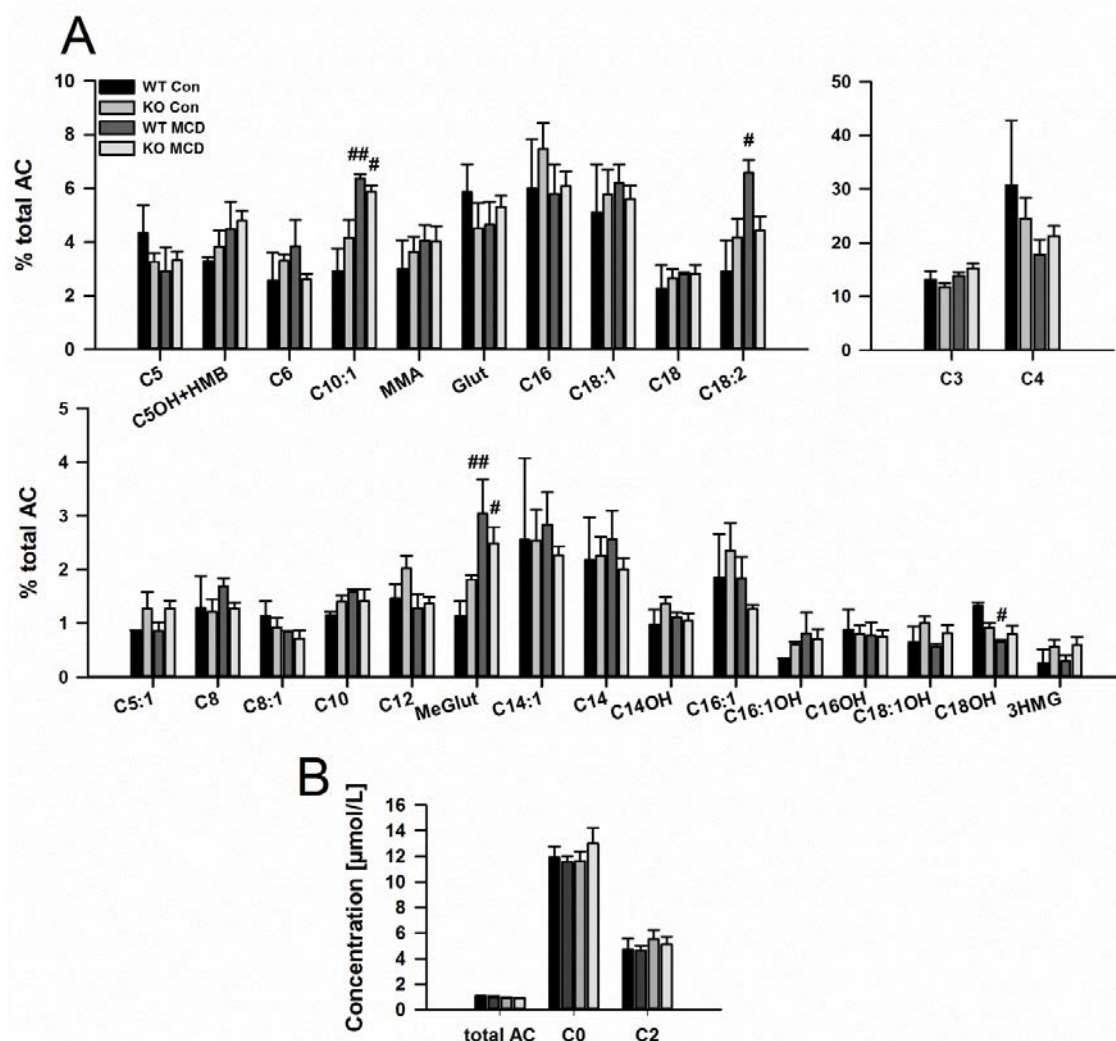 A
WT Con
KO Con
WT MCD
KO MCD
% total AC
10
8
6
4
2
0
##
#
#
C5
C5OH+HMB
C6
C10:1
MMA
Glut
C16
C18:1
C18
C18:2
50
40
30
20
10
0
C3
C4
% total AC
5
4
3
2
1
0
##
#
#
C5:1
C8
C8:1
C10
C12
MeGlut
C14:1
C14
C14OH
C16:1
C16:1OH
C16OH
C18:1OH
C18OH
3HMG
B
Concentration [µmol/L]
16
14
12
10
8
6
4
2
0
total AC
C0
C2